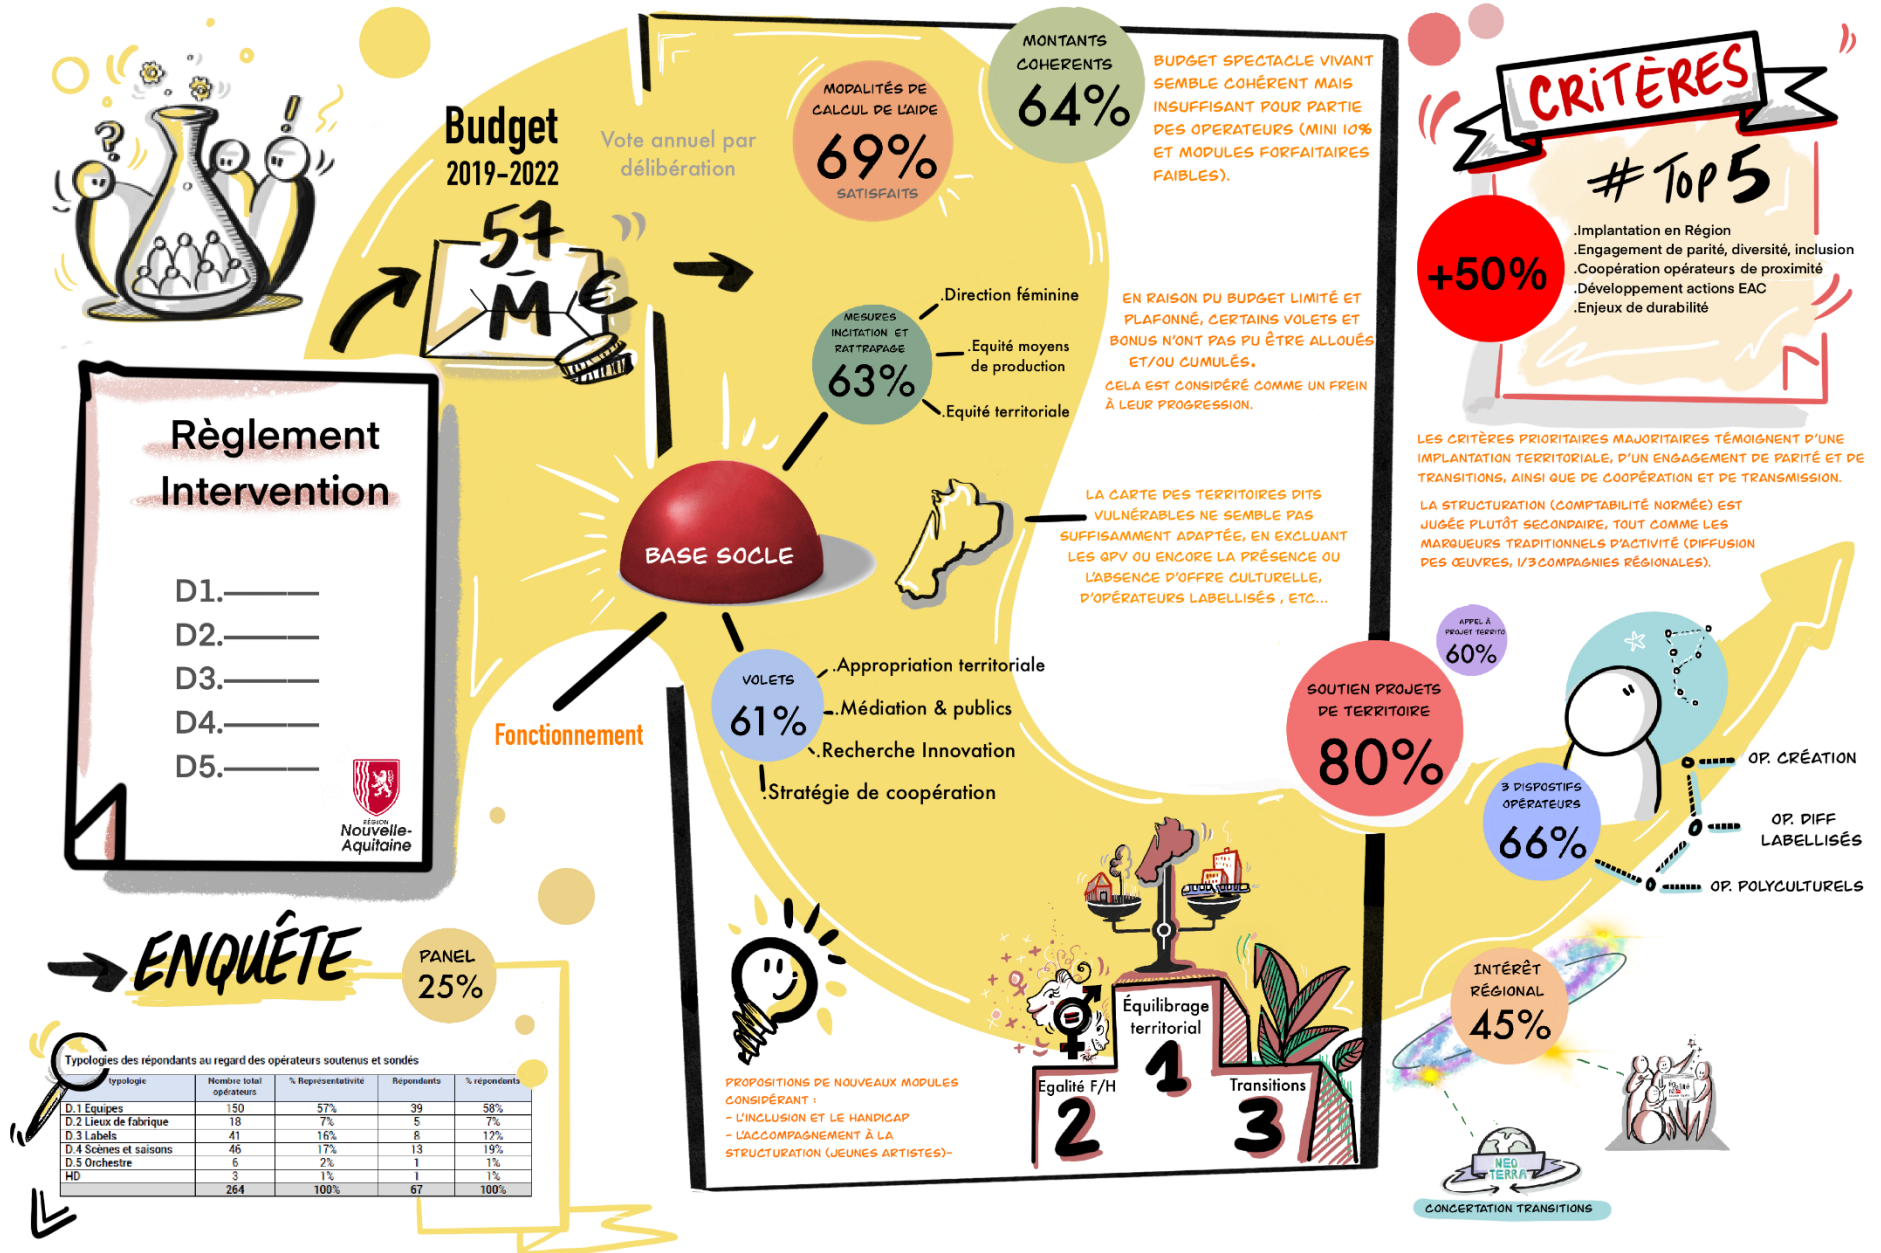 Budget
2019-2022
57
M
€
Vote annuel par
délibération
MODALITÉS DE
CALCUL DE L'AIDE
69%
SATISFAITS
MONTANTS
COHERENTS
64%
BUDGET SPECTACLE VIVANT
SEMBLE COHÉRENT MAIS
INSUFFISANT POUR PARTIE
DES OPERATEURS (MINI 10%
ET MODULES FORFAITAIRES
FAIBLES).
CRITÈRES
# TOP 5
+50%
.Implantation en Région
.Engagement de parité, diversité, inclusion
.Coopération opérateurs de proximité
.Développement actions EAC
.Enjeux de durabilité
LES CRITÈRES PRIORITAIRES MAJORITAIRES TÉMOIGNENT D'UNE
IMPLANTATION TERRITORIALE, D'UN ENGAGEMENT DE PARITÉ ET DE
TRANSITIONS, AINSI QUE DE COOPÉRATION ET DE TRANSMISSION.
LA STRUCTURATION (COMPTABILITÉ NORMÉE) EST
JUGÉE PLUTÔT SECONDAIRE, TOUT COMME LES
MARQUEURS TRADITIONNELS D'ACTIVITÉ (DIFFUSION
DES ŒUVRES, 1/3 COMPAGNIES RÉGIONALES).
MESURES
INCITATION ET
RATTRAPAGE
63%
.Direction féminine
.Equité moyens
de production
.Equité territoriale
EN RAISON DU BUDGET LIMITÉ ET
PLAFONNÉ, CERTAINS VOLETS ET
BONUS N'ONT PAS PU ÊTRE ALLOUÉS
ET/OU CUMULÉS.
CELA EST CONSIDÉRÉ COMME UN FREIN
À LEUR PROGRESSION.
Règlement
Intervention
D1.
D2.
D3.
D4.
D5.
RÉGION
Nouvelle-
Aquitaine
BASE SOCLE
LA CARTE DES TERRITOIRES DITS
VULNÉRABLES NE SEMBLE PAS
SUFFISAMMENT ADAPTÉE, EN EXCLUANT
LES QPV OU ENCORE LA PRÉSENCE OU
L'ABSENCE D'OFFRE CULTURELLE,
D'OPÉRATEURS LABELLISÉS , ETC...
Fonctionnement
VOLETS
61%
.Appropriation territoriale
.Médiation & publics
.Recherche Innovation
.Stratégie de coopération
APPEL À
PROJET TERRITO
60%
SOUTIEN PROJETS
DE TERRITOIRE
80%
3 DISPOSTIFS
OPÉRATEURS
66%
OP. CRÉATION
OP. DIFF
LABELLISÉS
OP. POLYCULTURELS
ENQUÊTE
PANEL
25%
Typologies des répondants au regard des opérateurs soutenus et sondés
typologie Nombre total opérateurs % Représentativité Répondants % répondants
D.1 Equipes 150 57% 39 58%
D.2 Lieux de fabrique 18 7% 5 7%
D.3 Labels 41 16% 8 12%
D.4 Scènes et saisons 46 17% 13 19%
D.5 Orchestre 6 2% 1 1%
HD 3 1% 1 1%
264 100% 67 100%
PROPOSITIONS DE NOUVEAUX MODULES
CONSIDÉRANT :
- L'INCLUSION ET LE HANDICAP
- L'ACCOMPAGNEMENT À LA
STRUCTURATION (JEUNES ARTISTES)-
Équilibrage
territorial
1
Egalité F/H
2
Transitions
3
INTÉRÊT
RÉGIONAL
45%
NEO
TERRA
CONCERTATION TRANSITIONS